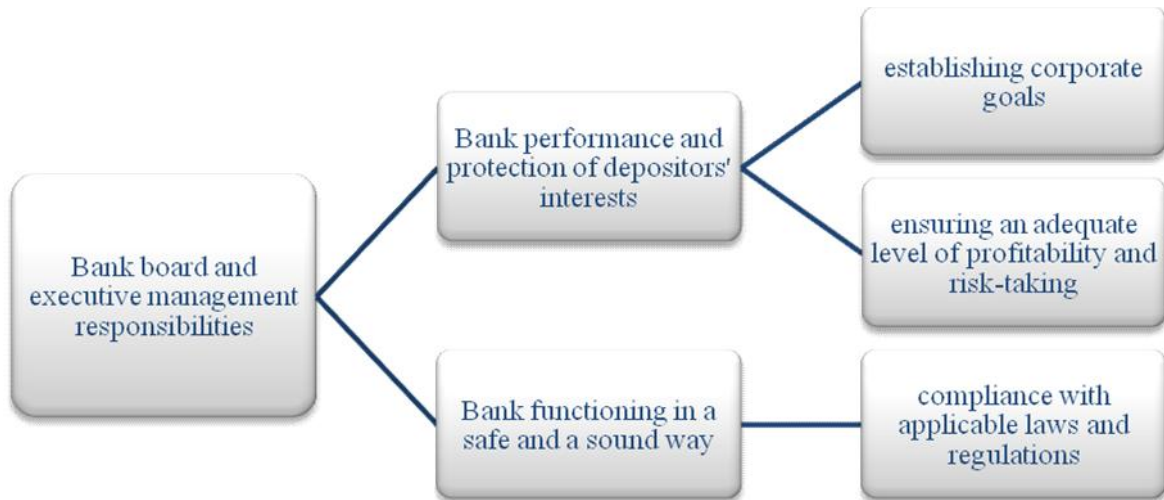 Bank board and
executive management
responsibilities
Bank performance and
protection of depositors'
interests
establishing corporate
goals
ensuring an adequate
level of profitability and
risk-taking
Bank functioning in a
safe and a sound way
compliance with
applicable laws and
regulations